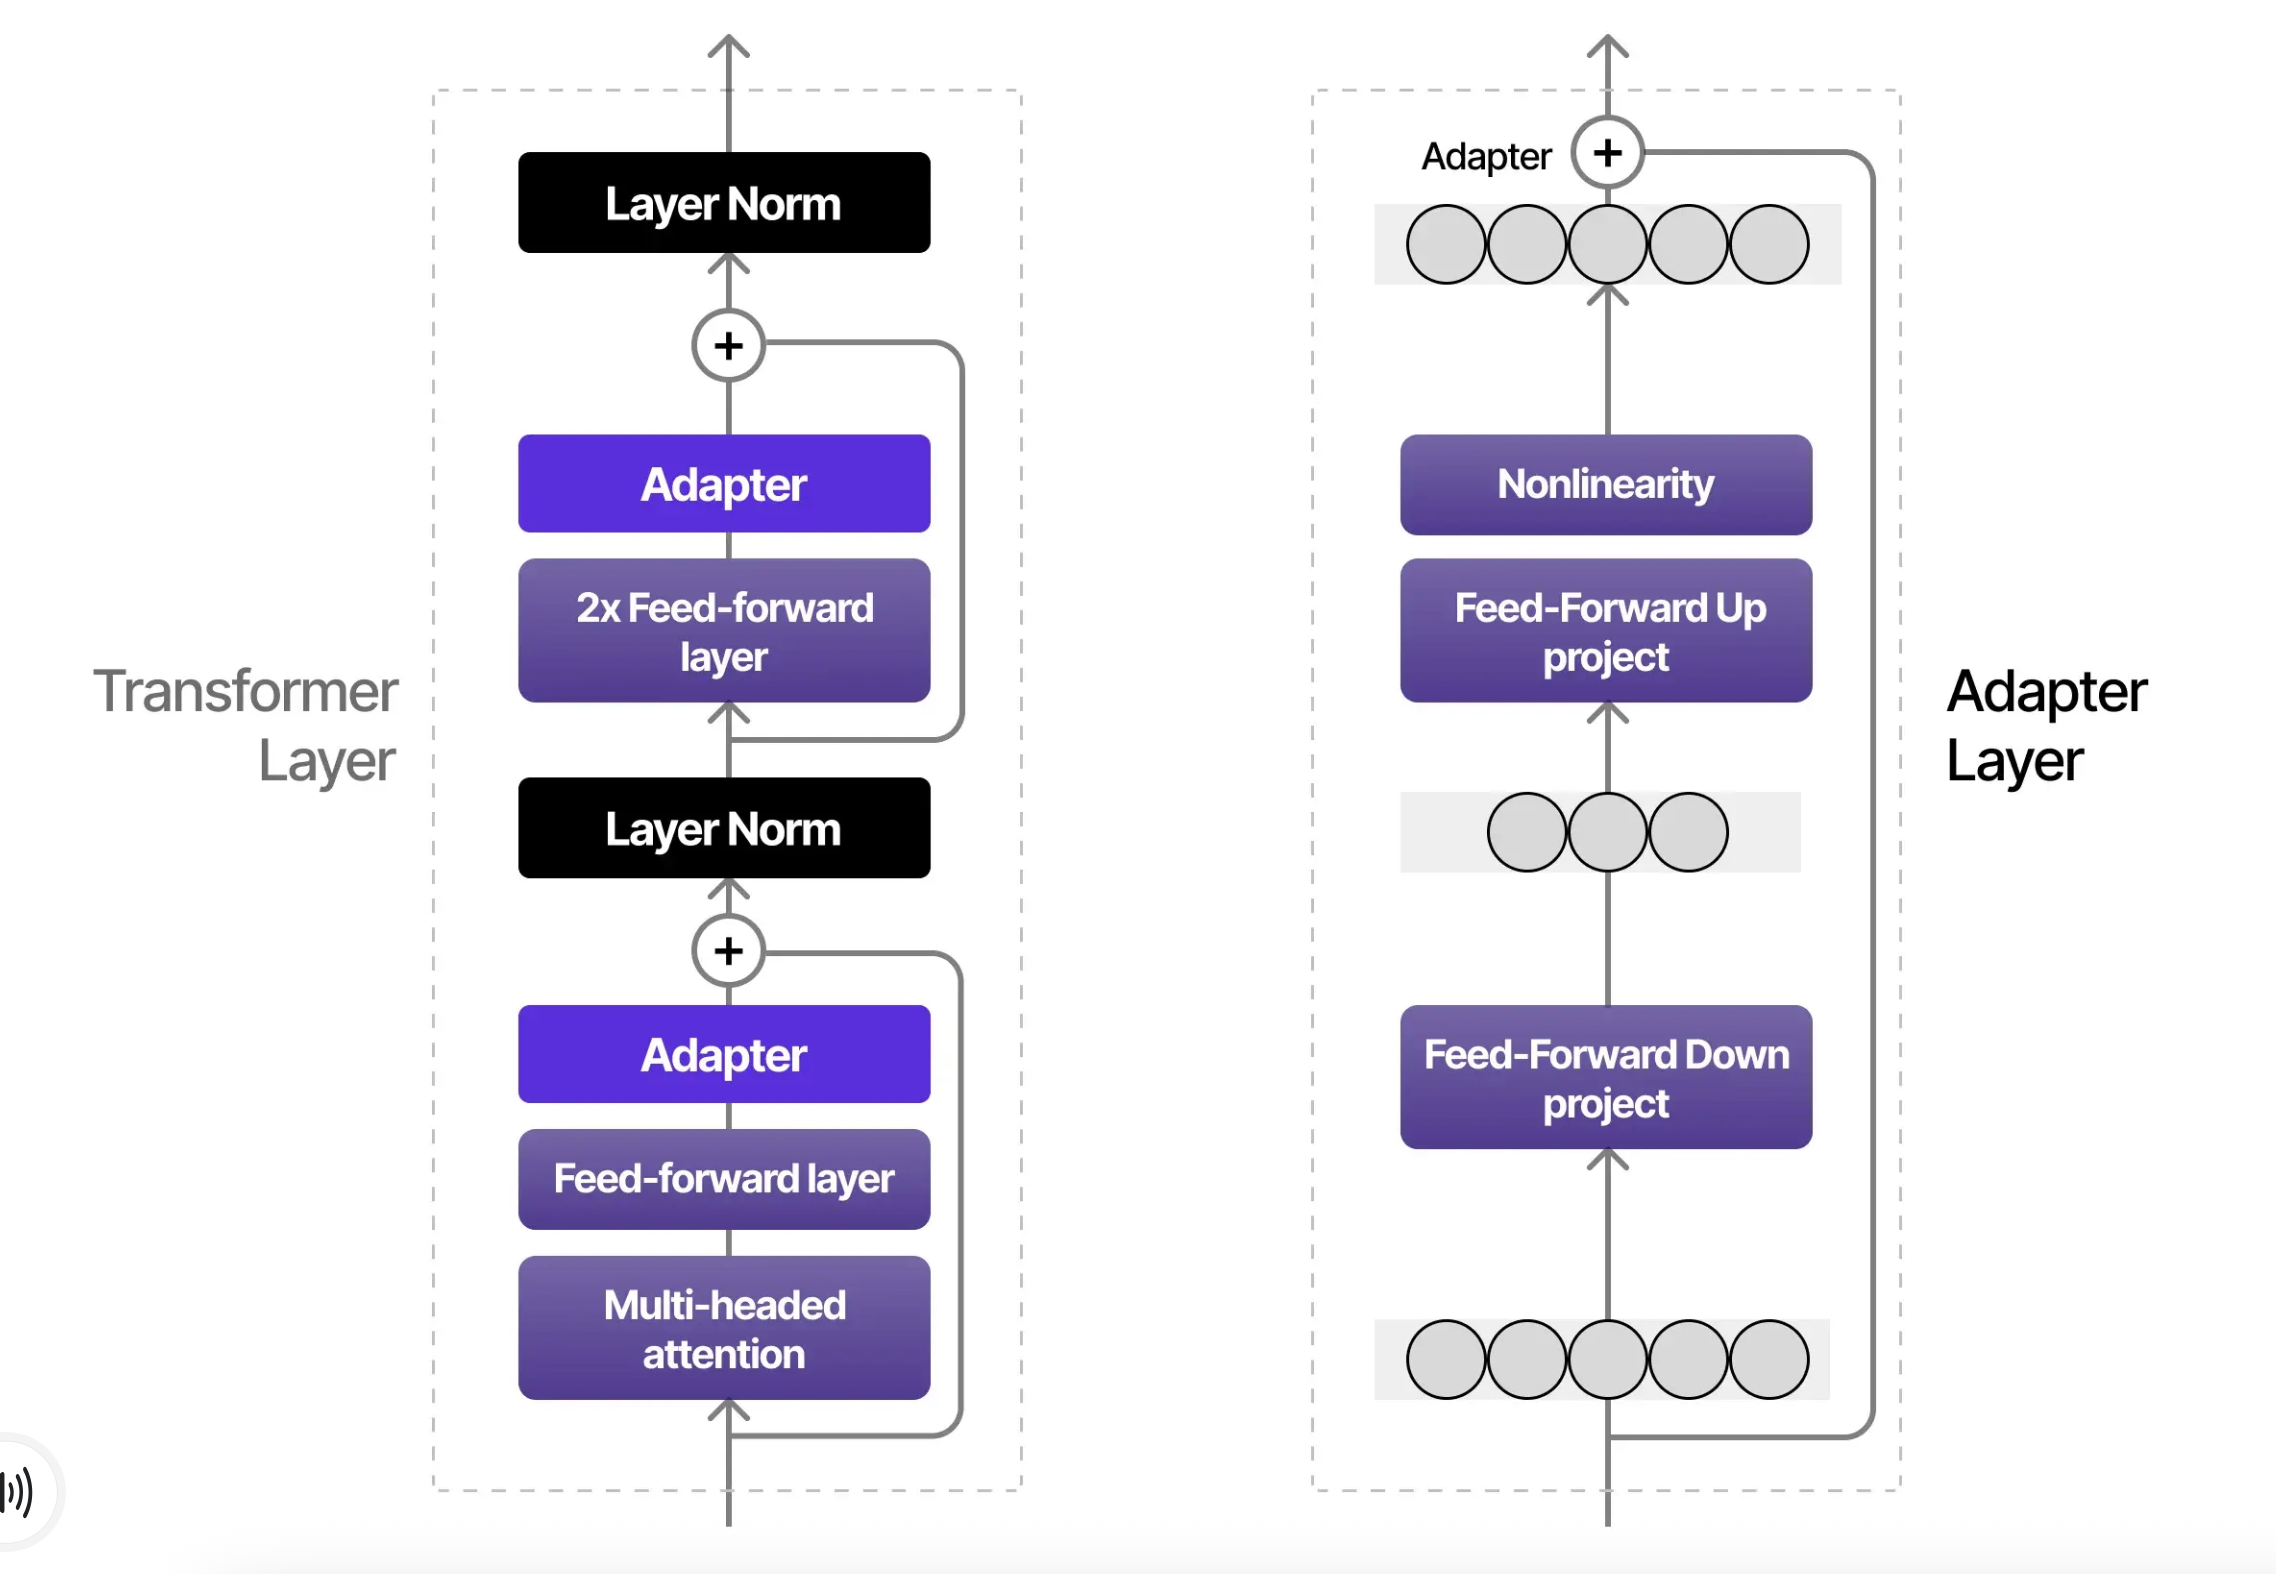 Transformer
Layer
Layer Norm
+
Adapter
2x Feed-forward
layer
Layer Norm
+
Adapter
Feed-forward layer
Multi-headed
attention
Adapter
+
Nonlinearity
Feed-Forward Up
project
Feed-Forward Down
project
Adapter
Layer